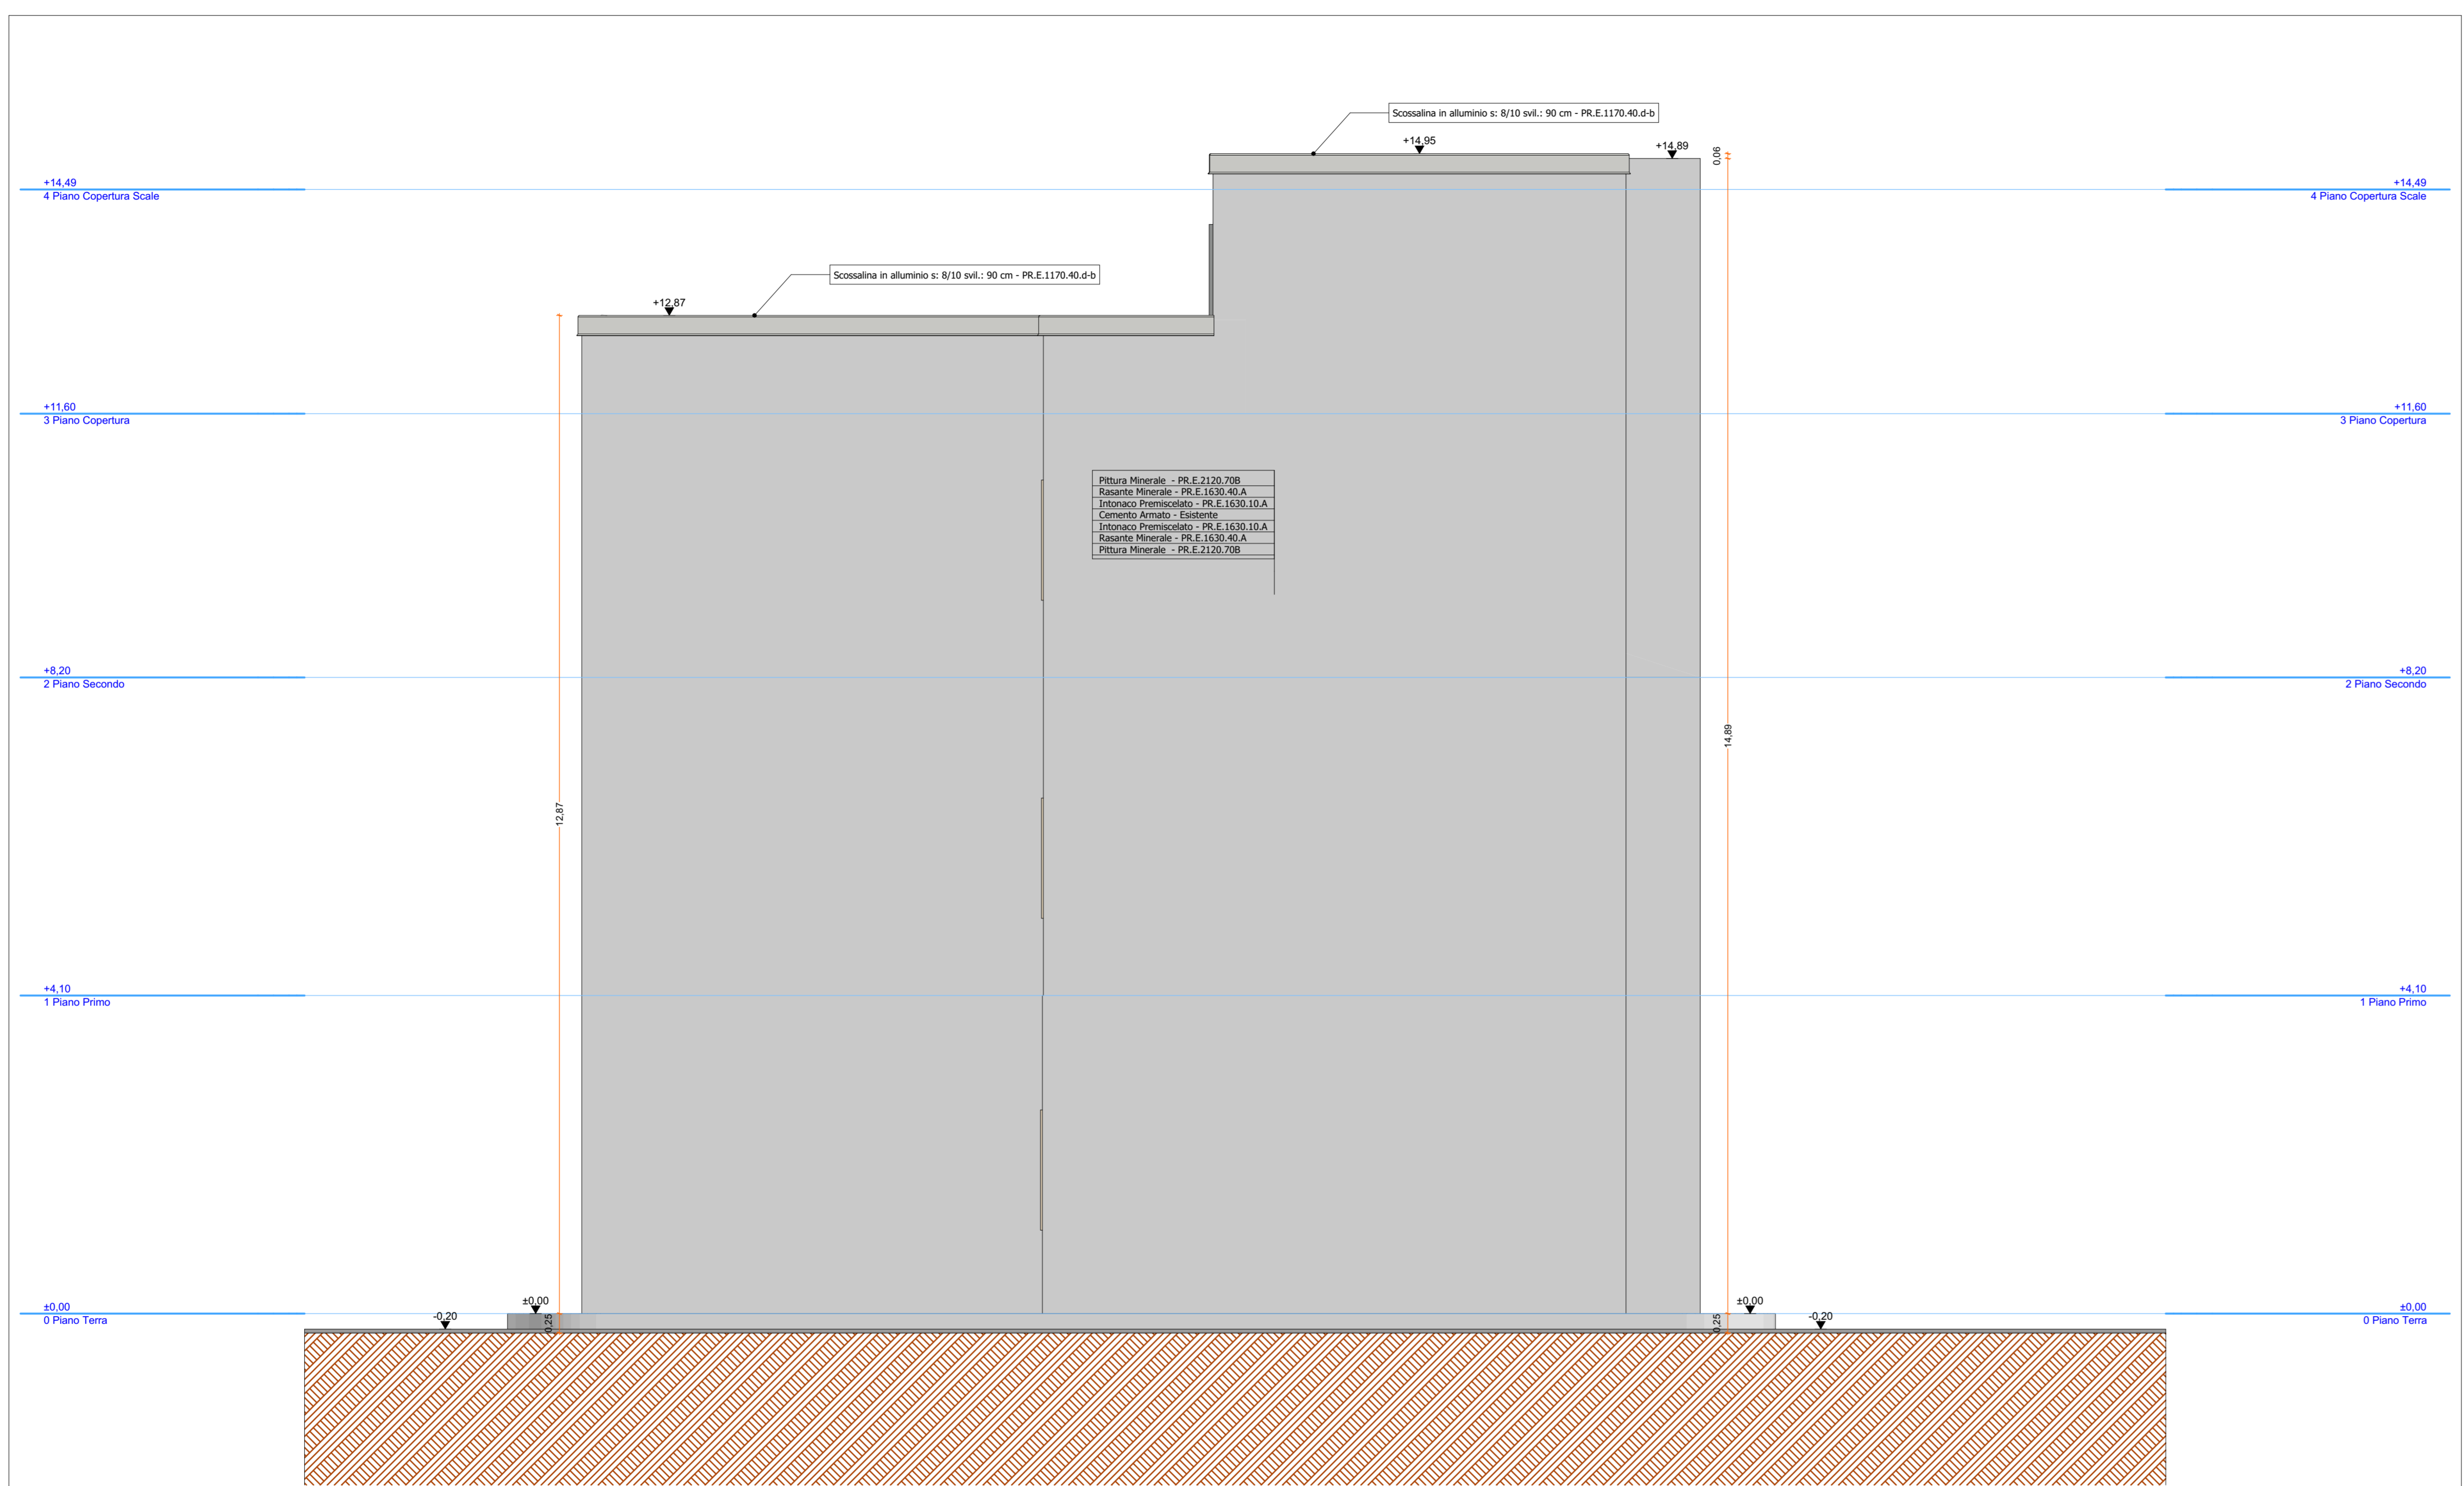 Scossalina in alluminio s: 8/10 svil.: 90 cm - PR.E.1170.40.d-b
+14,95
+14,89
0,06
+14,49
4 Piano Copertura Scale
+14,49
4 Piano Copertura Scale
Scossalina in alluminio s: 8/10 svil.: 90 cm - PR.E.1170.40.d-b
+12,87
+11,60
3 Piano Copertura
+11,60
3 Piano Copertura
Pittura Minerale - PR.E.2120.70B
Rasante Minerale - PR.E.1630.40.A
Intonaco Premiscelato - PR.E.1630.10.A
Cemento Armato - Esistente
Intonaco Premiscelato - PR.E.1630.10.A
Rasante Minerale - PR.E.1630.40.A
Pittura Minerale - PR.E.2120.70B
+8,20
2 Piano Secondo
+8,20
2 Piano Secondo
14,89
12,87
+4,10
1 Piano Primo
+4,10
1 Piano Primo
±0,00
0 Piano Terra
-0,20
±0,00
0,25
0,25
±0,00
-0,20
±0,00
0 Piano Terra